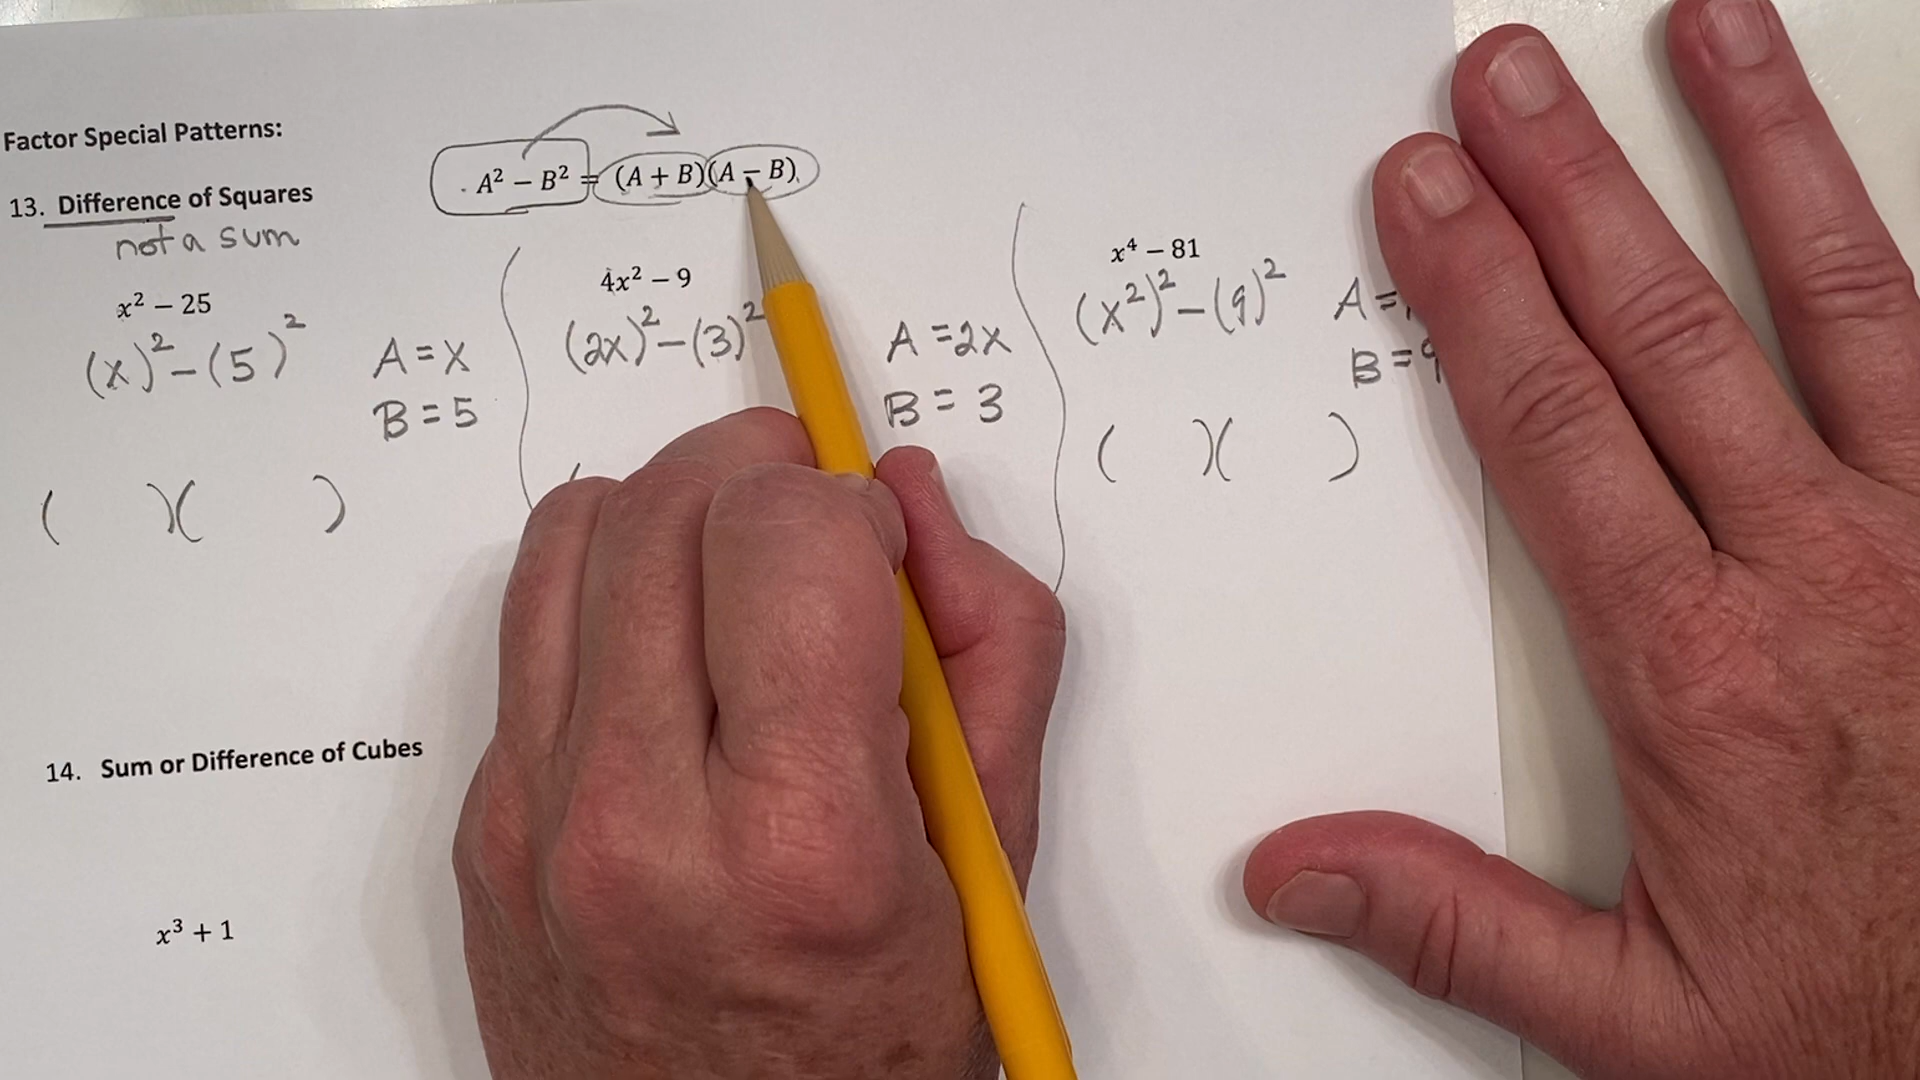 Factor Special Patterns:
A² − B² = (A + B)(A − B)
13. Difference of Squares
not a sum
x² − 25
(x)² − (5)²
A = x
B = 5
( )( )
4x² − 9
(2x)² − (3)²
A = 2x
B = 3
(
x⁴ − 81
(x²)² − (9)²
A =
B = 9
( )( )
14. Sum or Difference of Cubes
x³ + 1